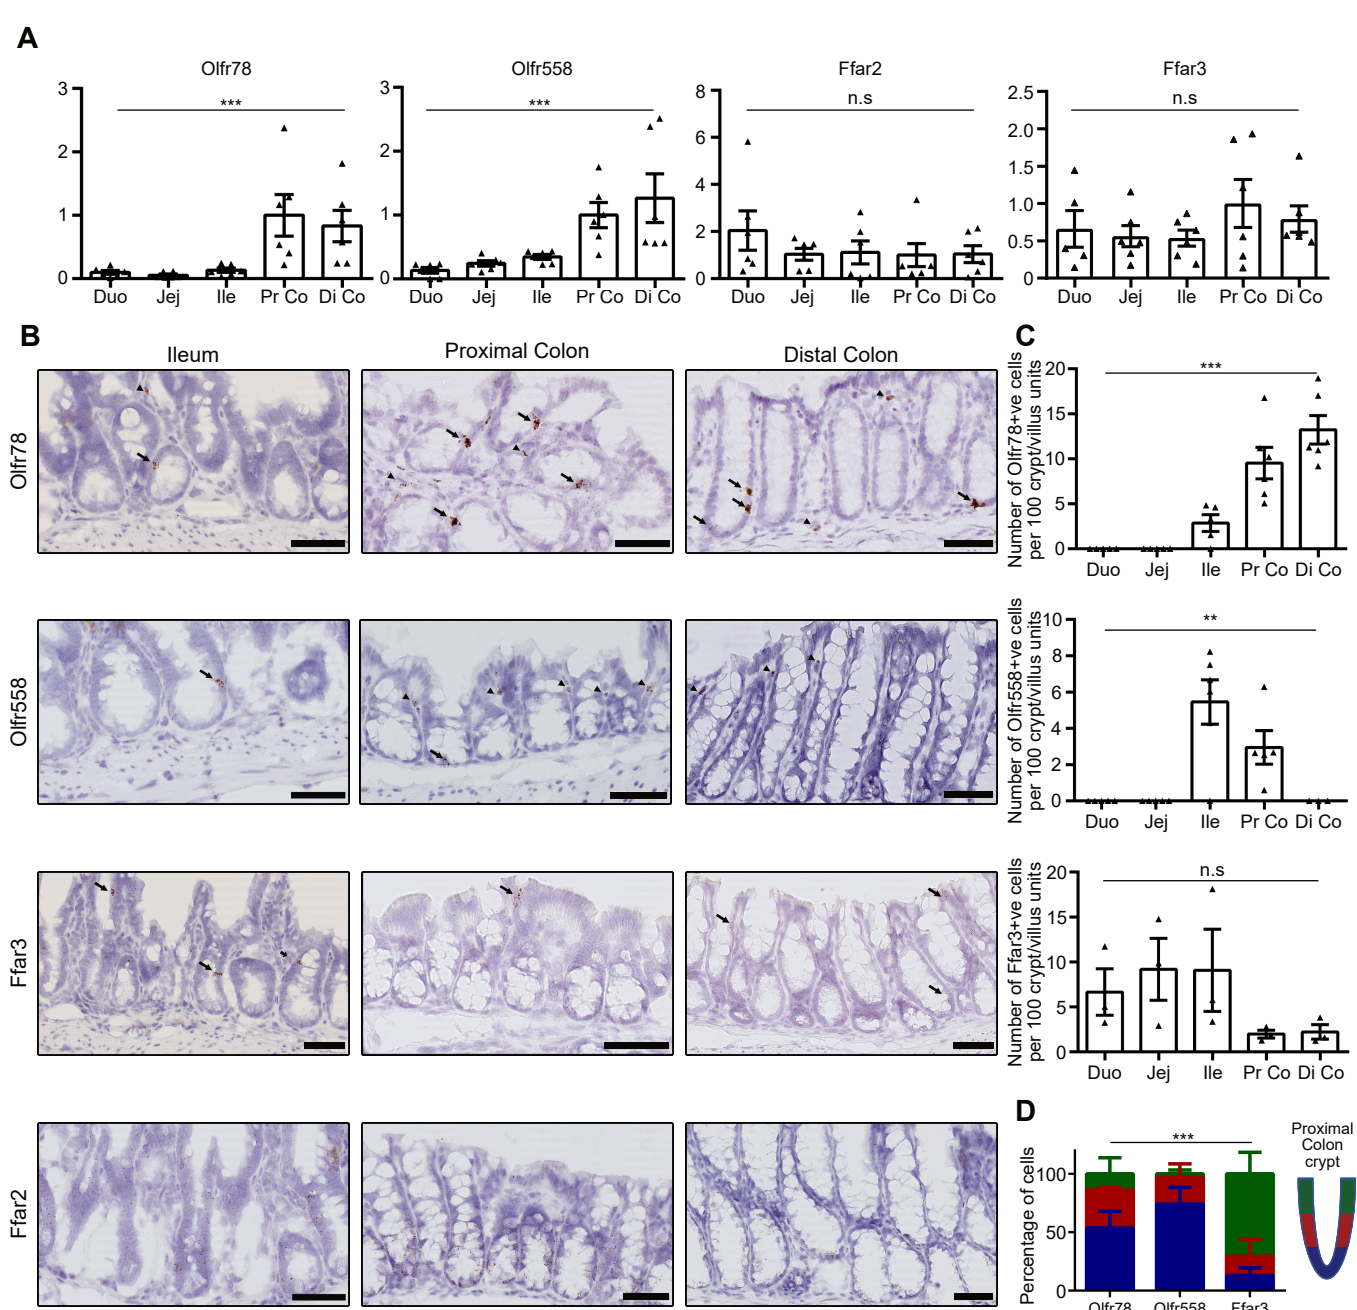 A
Olfr78
Olfr558
Ffar2
Ffar3
3
2
1
0
***
Duo Jej Ile Pr Co Di Co
3
2
1
0
***
Duo Jej Ile Pr Co Di Co
8
6
4
2
0
n.s
Duo Jej Ile Pr Co Di Co
2.5
2.0
1.5
1.0
0.5
0
n.s
Duo Jej Ile Pr Co Di Co
B
Ileum
Proximal Colon
Distal Colon
Olfr78
Olfr558
Ffar3
Ffar2
C
Number of Olfr78+ve cells
per 100 crypt/villus units
20
15
10
5
0
***
Duo Jej Ile Pr Co Di Co
Number of Olfr558+ve cells
per 100 crypt/villus units
10
8
6
4
2
0
**
Duo Jej Ile Pr Co Di Co
Number of Ffar3+ve cells
per 100 crypt/villus units
20
15
10
5
0
n.s
Duo Jej Ile Pr Co Di Co
D
Percentage of cells
100
50
0
***
Olfr78 Olfr558 Ffar3
Proximal
Colon
crypt